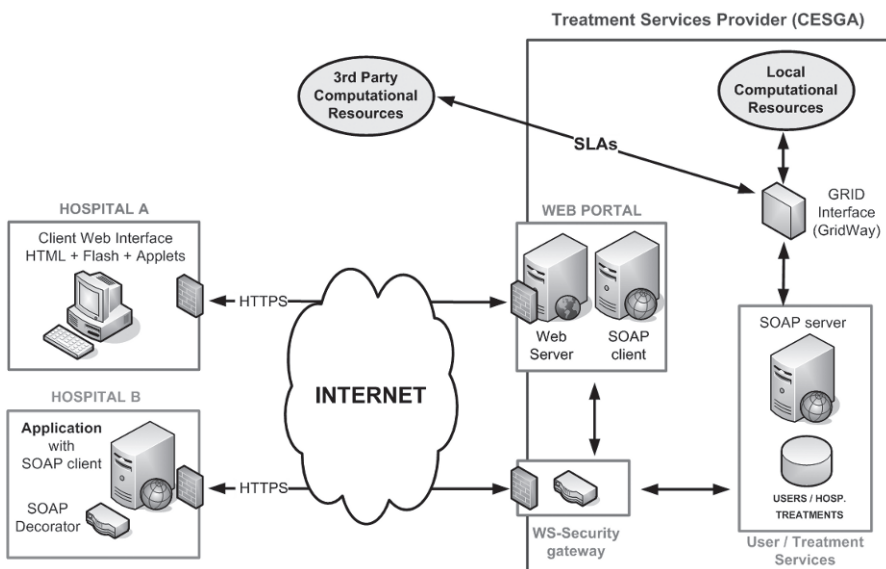 Treatment Services Provider (CESGA)
3rd Party
Computational
Resources
Local
Computational
Resources
SLAs
GRID
Interface
(GridWay)
HOSPITAL A
Client Web Interface
HTML + Flash + Applets
HTTPS
WEB PORTAL
Web
Server
SOAP
client
SOAP server
INTERNET
HOSPITAL B
Application
with
SOAP client
SOAP
Decorator
HTTPS
WS-Security
gateway
USERS / HOSP.
TREATMENTS
User / Treatment
Services